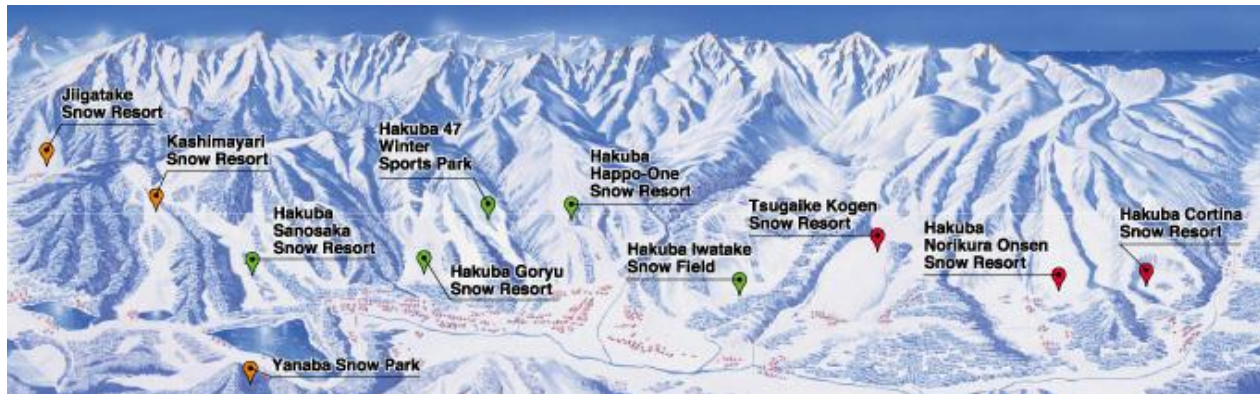 Jiigatake
Snow Resort
Kashimayari
Snow Resort
Hakuba
Sanosaka
Snow Resort
Hakuba 47
Winter
Sports Park
Hakuba Goryu
Snow Resort
Hakuba
Happo-One
Snow Resort
Hakuba Iwatake
Snow Field
Tsugaike Kogen
Snow Resort
Hakuba
Norikura Onsen
Snow Resort
Hakuba Cortina
Snow Resort
Yanaba Snow Park